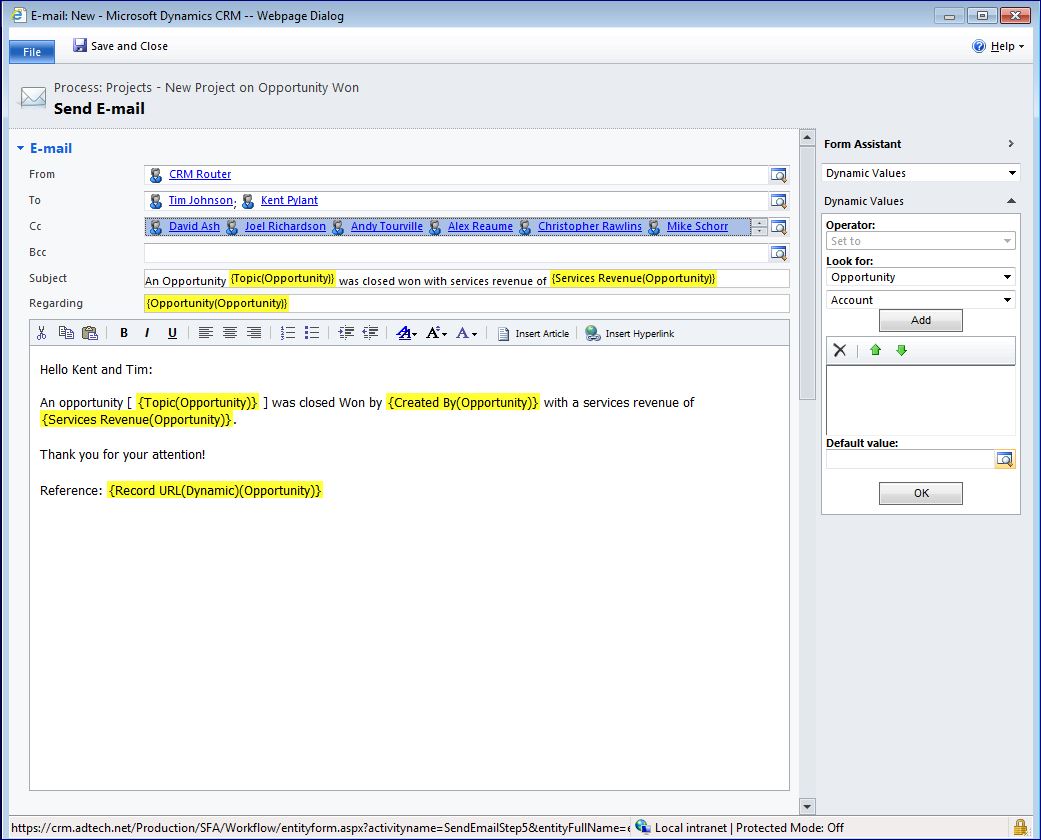 E-mail: New - Microsoft Dynamics CRM -- Webpage Dialog
File
Save and Close
Help
Process: Projects - New Project on Opportunity Won
Send E-mail
E-mail
From CRM Router
To Tim Johnson; Kent Pylant
Cc David Ash Joel Richardson Andy Tourville Alex Reaume Christopher Rawlins Mike Schorr
Bcc
Subject An Opportunity {Topic(Opportunity)} was closed won with services revenue of {Services Revenue(Opportunity)}
Regarding {Opportunity(Opportunity)}
B I U A A A Insert Article Insert Hyperlink
Hello Kent and Tim:
An opportunity [ {Topic(Opportunity)} ] was closed Won by {Created By(Opportunity)} with a services revenue of
{Services Revenue(Opportunity)}.
Thank you for your attention!
Reference: {Record URL(Dynamic)(Opportunity)}
Form Assistant
Dynamic Values
Dynamic Values
Operator:
Set to
Look for:
Opportunity
Account
Add
Default value:
OK
https://crm.adtech.net/Production/SFA/Workflow/entityform.aspx?activityname=SendEmailStep5&entityFullName=e Local intranet | Protected Mode: Off